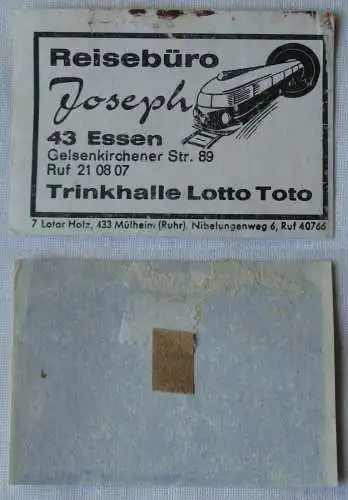 Reisebüro
Joseph
43 Essen
Gelsenkirchener Str. 89
Ruf 21 08 07
Trinkhalle Lotto Toto
7 Lotar Holz, 433 Mülheim (Ruhr), Nibelungenweg 6, Ruf 40766